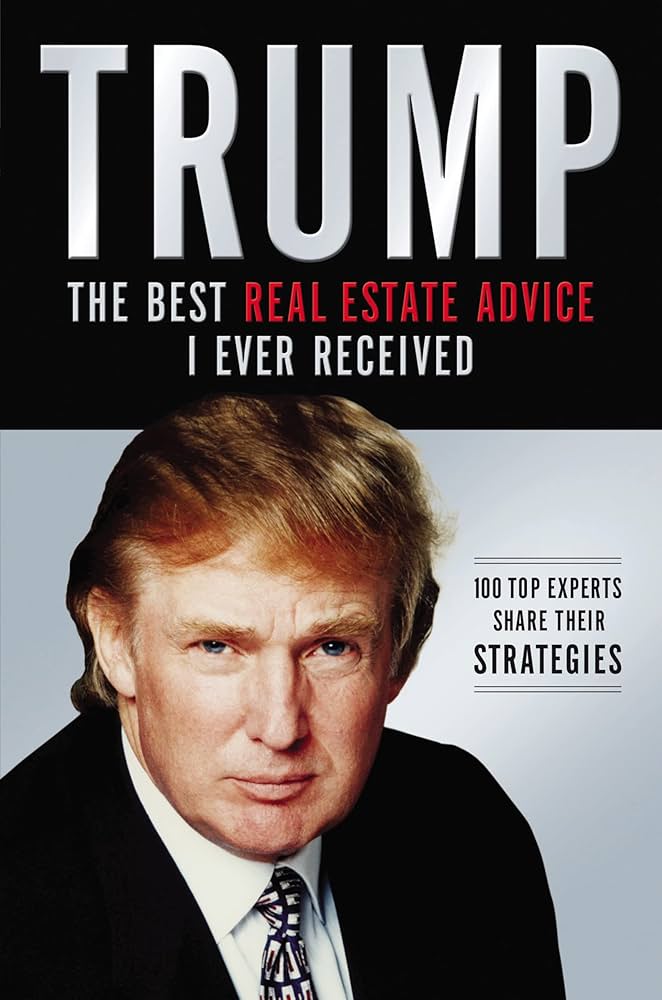 TRUMP
THE BEST REAL ESTATE ADVICE
I EVER RECEIVED
100 TOP EXPERTS
SHARE THEIR
STRATEGIES